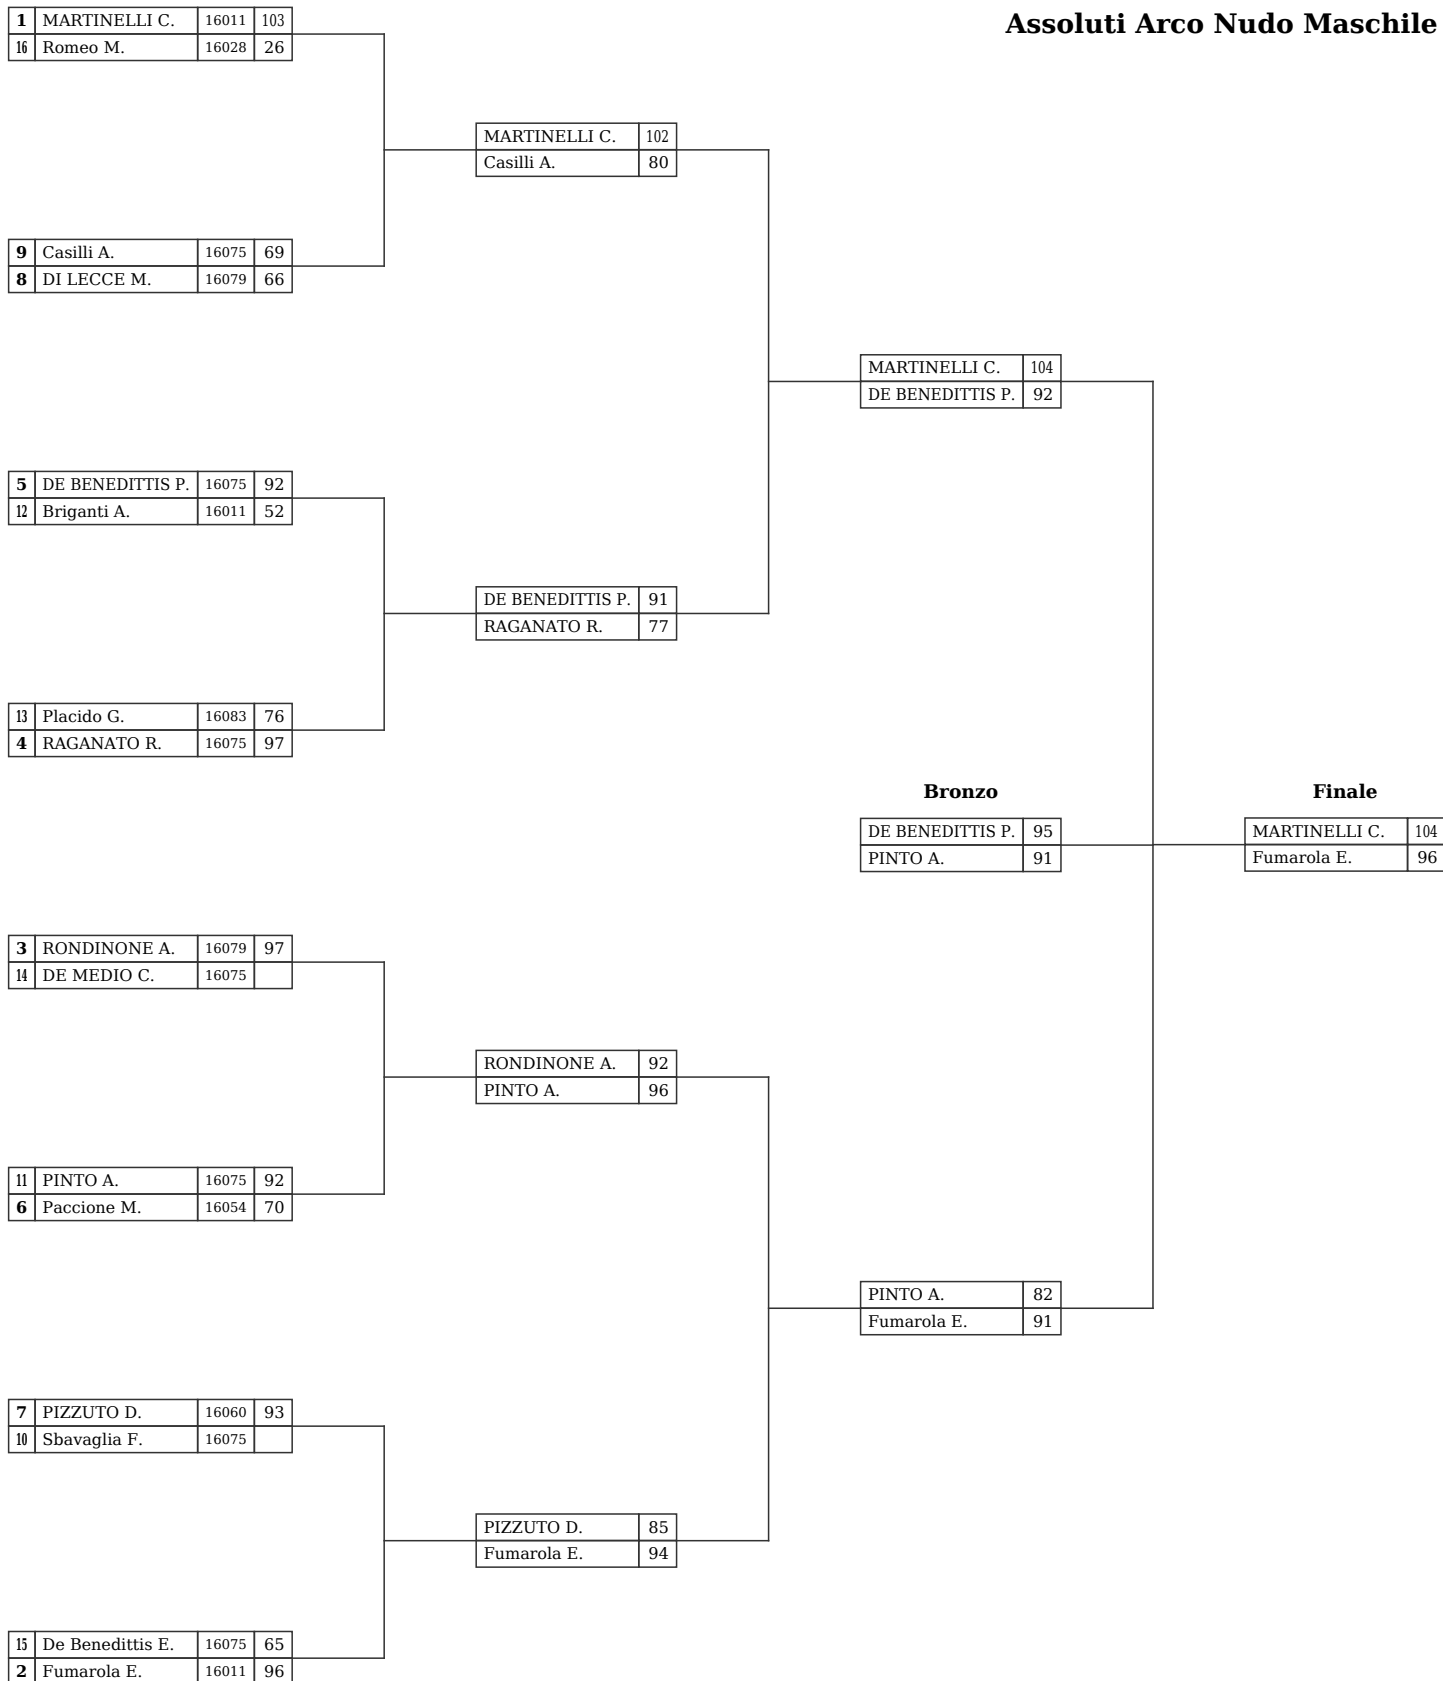 Assoluti Arco Nudo Maschile
1 MARTINELLI C. 16011 103
16 Romeo M. 16028 26
MARTINELLI C. 102
Casilli A. 80
9 Casilli A. 16075 69
8 DI LECCE M. 16079 66
MARTINELLI C. 104
DE BENEDITTIS P. 92
5 DE BENEDITTIS P. 16075 92
12 Briganti A. 16011 52
DE BENEDITTIS P. 91
RAGANATO R. 77
13 Placido G. 16083 76
4 RAGANATO R. 16075 97
Bronzo
Finale
DE BENEDITTIS P. 95
PINTO A. 91
MARTINELLI C. 104
Fumarola E. 96
3 RONDINONE A. 16079 97
14 DE MEDIO C. 16075
RONDINONE A. 92
PINTO A. 96
11 PINTO A. 16075 92
6 Paccione M. 16054 70
PINTO A. 82
Fumarola E. 91
7 PIZZUTO D. 16060 93
10 Sbavaglia F. 16075
PIZZUTO D. 85
Fumarola E. 94
15 De Benedittis E. 16075 65
2 Fumarola E. 16011 96